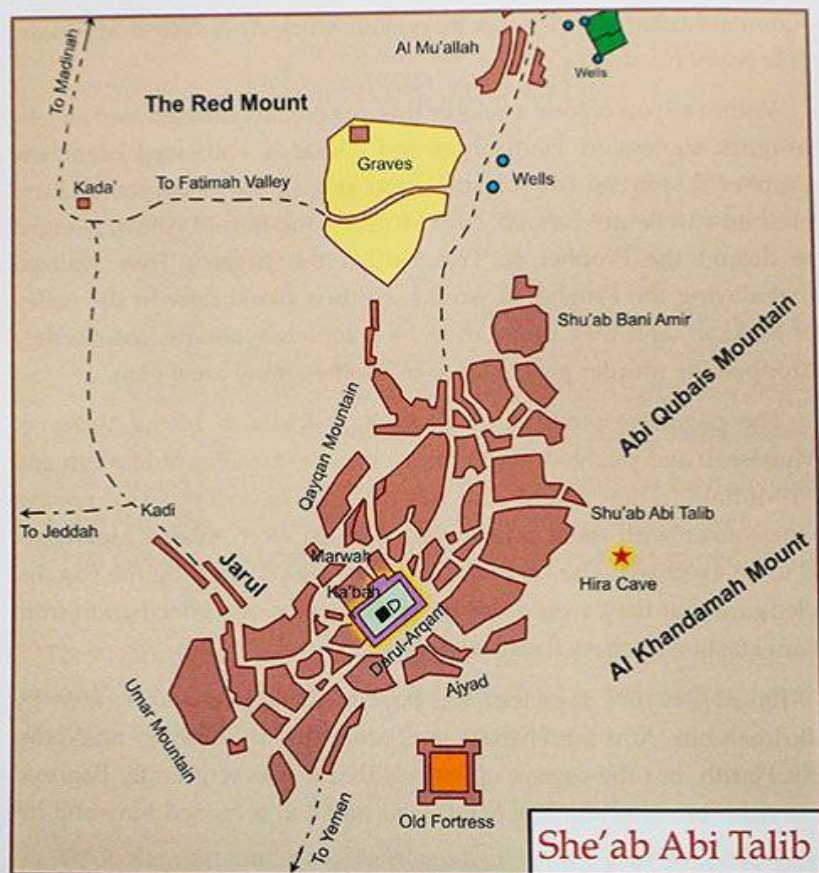 To Madinah
Al Mu'allah
Wells
The Red Mount
Graves
Wells
Kada'
To Fatimah Valley
Shu'ab Bani Amir
Abi Qubais Mountain
Qayqan Mountain
Kadi
To Jeddah
Shu'ab Abi Talib
Jarul
Marwah
Ka'bah
D
Hira Cave
Al Khandamah Mount
Darul-Arqam
Ajyad
Umar Mountain
Old Fortress
To Yemen
She'ab Abi Talib